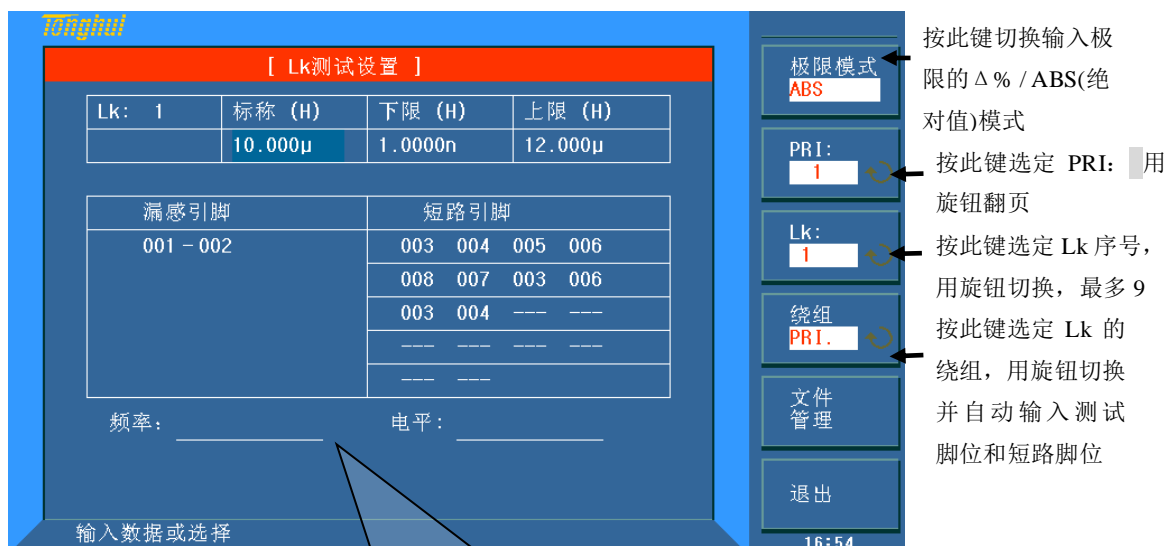 Tonghui
[ Lk测试设置 ]
Lk: 1 标称 (H) 下限 (H) 上限 (H)
10.000μ 1.0000n 12.000μ
漏感引脚 短路引脚
001－002 003 004 005 006
008 007 003 006
003 004 --- ---
--- --- --- ---
--- ---
频率: 电平:
输入数据或选择
极限模式
ABS
PRI:
1
Lk:
1
绕组
PRI.
文件
管理
退出
16:54
按此键切换输入极
限的Δ% / ABS(绝
对值)模式
按此键选定 PRI： 用
旋钮翻页
按此键选定 Lk 序号，
用旋钮切换，最多 9
按此键选定 Lk 的
绕组，用旋钮切换
并自动输入测试
脚位和短路脚位